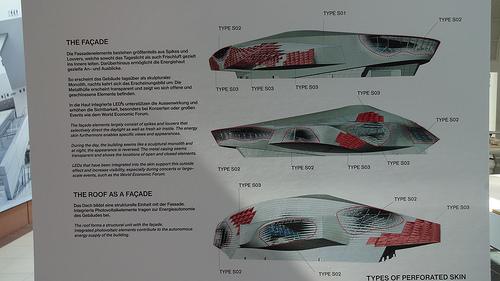 THE FAÇADE
Die Fassadenelemente bestehen größtenteils aus Spikes und
Louvers, welche sowohl das Tageslicht als auch Frischluft gezielt
ins Innere leiten. Darüberhinaus ermöglicht die Energiehaut
gezielte An- und Ausblicke.
So erscheint das Gebäude tagsüber als skulpturaler
Monolith, nachts kehrt sich das Erscheinungsbild um: Die
Metallhülle erscheint transparent und zeigt wo sich offene und
geschlossene Elemente befinden.
In die Haut integrierte LED's unterstützen die Aussenwirkung und
erhöhen die Sichtbarkeit, besonders bei Konzerten oder großen
Events wie dem World Economic Forum.
The façade elements largely consist of spikes and louvers that
selectively direct the daylight as well as fresh air inside. The energy
skin furthermore enables specific views and appearances.
During the day, the building seems like a sculptural monolith and
at night, the appearance is reversed: The metal casing seems
transparent and shows the locations of open and closed elements.
LEDs that have been integrated into the skin support this outside
effect and increase visibility, especially during concerts or large-
scale events, such as the World Economic Forum.
THE ROOF AS A FAÇADE
Das Dach bildet eine strukturelle Einheit mit der Fassade.
Integrierte Photovoltaikelemente tragen zur Energieautonomie
des Gebäudes bei.
The roof forms a structural unit with the façade.
Integrated photovoltaic elements contribute to the autonomous
energy supply of the building.
TYPE S01
TYPE S02
TYPE S03 TYPE S03 TYPE S03 TYPE S02
TYPE S03
TYPE S02 TYPE S02 TYPE S03 TYPE S02
TYPE S03
TYPE S02
TYPE S03
TYPE S02 TYPE S02
TYPES OF PERFORATED SKIN